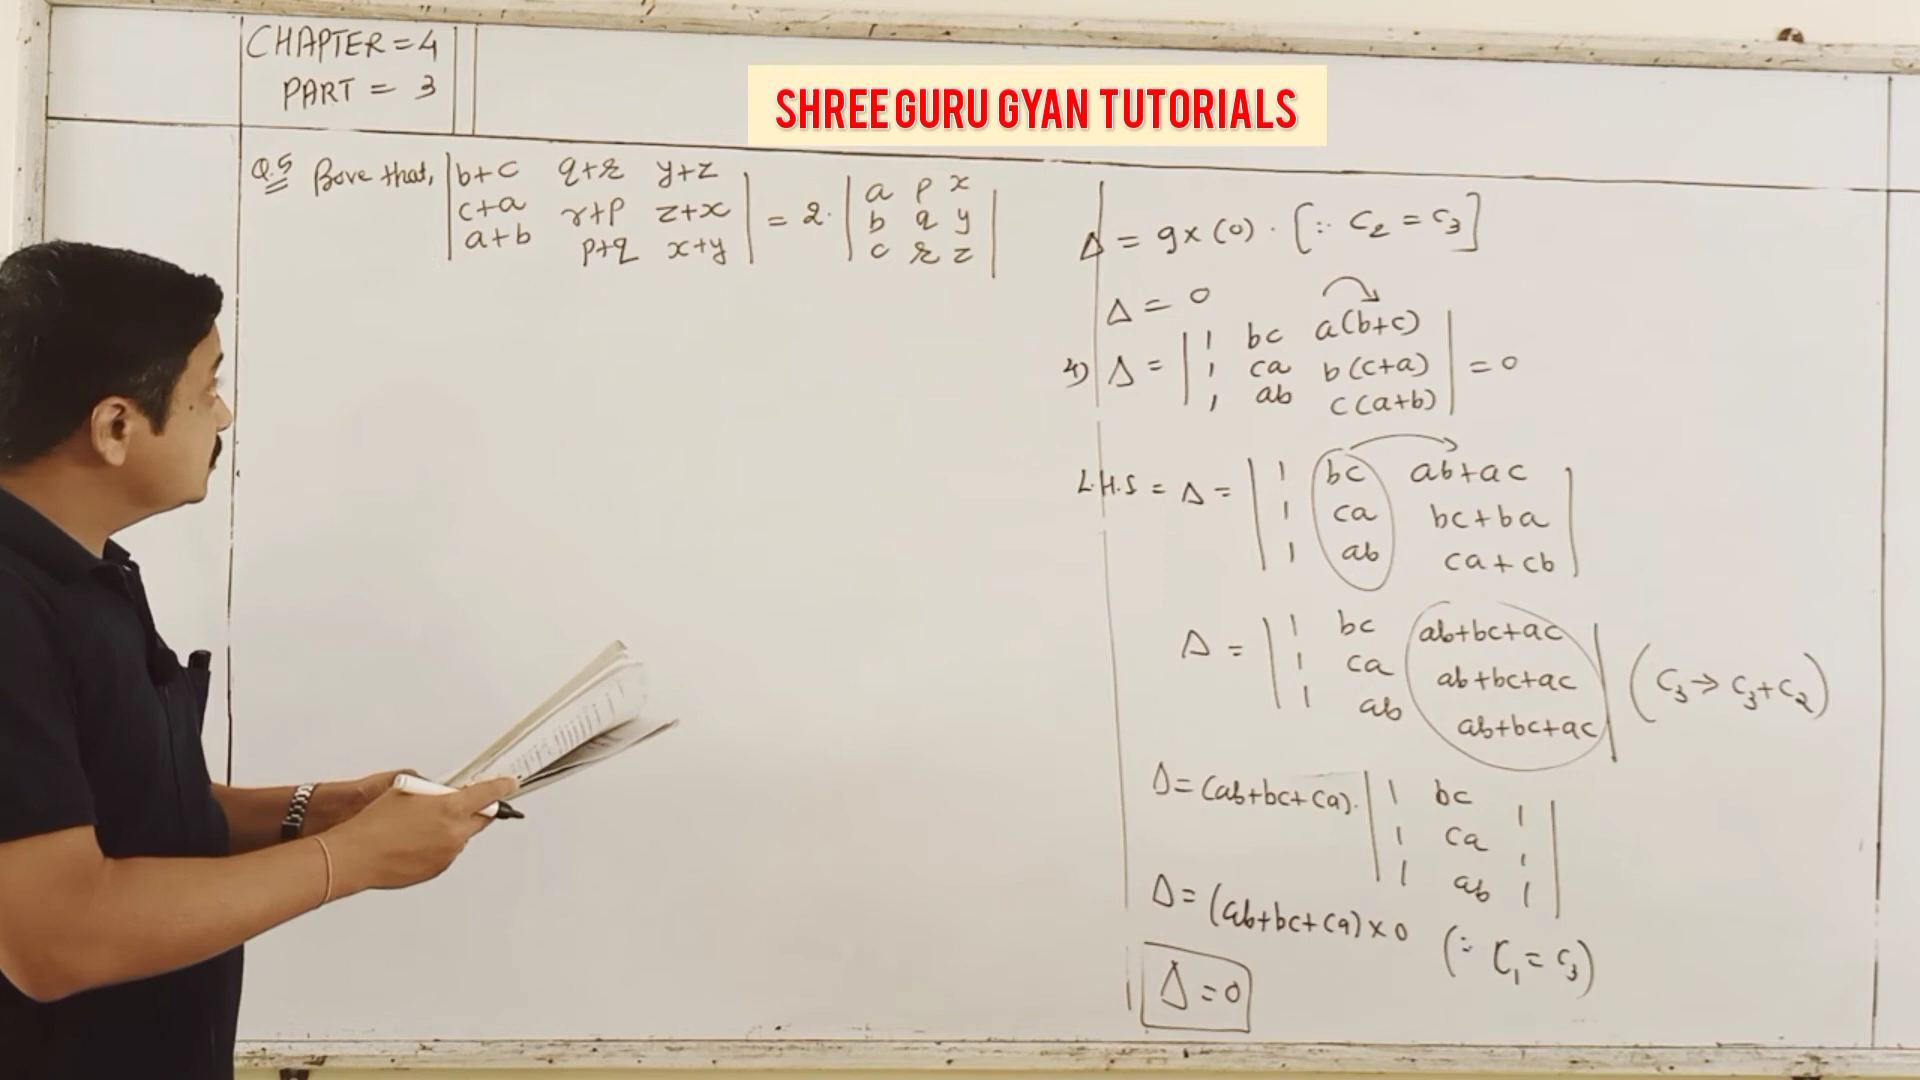 CHAPTER = 4
PART = 3
SHREE GURU GYAN TUTORIALS
Q.5 Prove that, | b+c q+r y+z |
| c+a r+p z+x | = 2. | a p x |
| a+b p+q x+y | | b q y |
| c r z |
Δ = 9×(0) . [∵ C₂ = C₃]
Δ = 0
4) Δ = | 1 bc a(b+c) |
| 1 ca b(c+a) | = 0
| 1 ab c(a+b) |
L.H.S = Δ = | 1 bc ab+ac |
| 1 ca bc+ba |
| 1 ab ca+cb |
Δ = | 1 bc ab+bc+ac |
| 1 ca ab+bc+ac | (C₃→C₃+C₂)
| 1 ab ab+bc+ac |
Δ = (ab+bc+ca). | 1 bc 1 |
| 1 ca 1 |
| 1 ab 1 |
Δ = (ab+bc+ca) × 0 (∵ C₁ = C₃)
Δ = 0